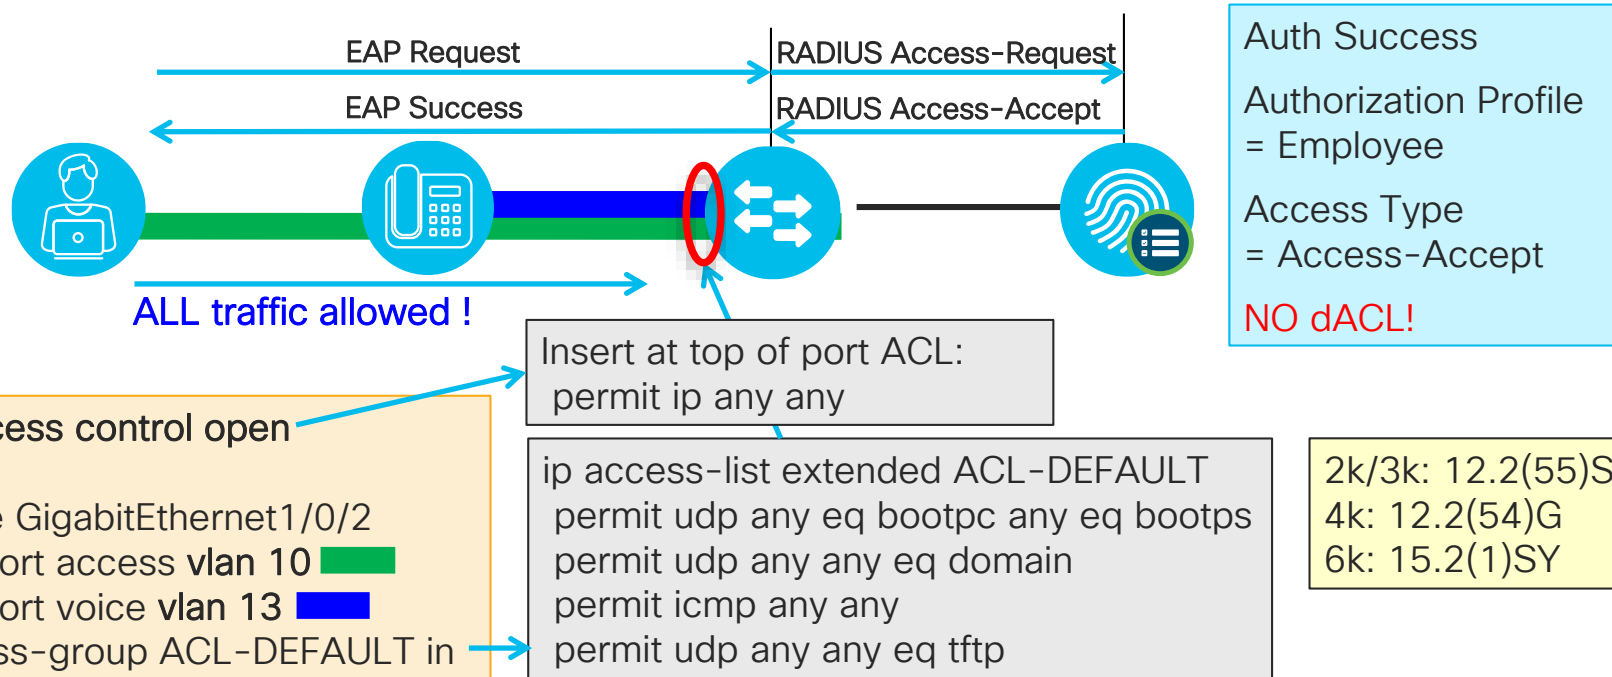 EAP Request
RADIUS Access-Request
EAP Success
RADIUS Access-Accept
Auth Success
Authorization Profile
= Employee
Access Type
= Access-Accept
NO dACL!
ALL traffic allowed !
Insert at top of port ACL:
permit ip any any
cess control open
e GigabitEthernet1/0/2
ort access vlan 10
ort voice vlan 13
ss-group ACL-DEFAULT in
ip access-list extended ACL-DEFAULT
permit udp any eq bootpc any eq bootps
permit udp any any eq domain
permit icmp any any
permit udp any any eq tftp
2k/3k: 12.2(55)S
4k: 12.2(54)G
6k: 15.2(1)SY